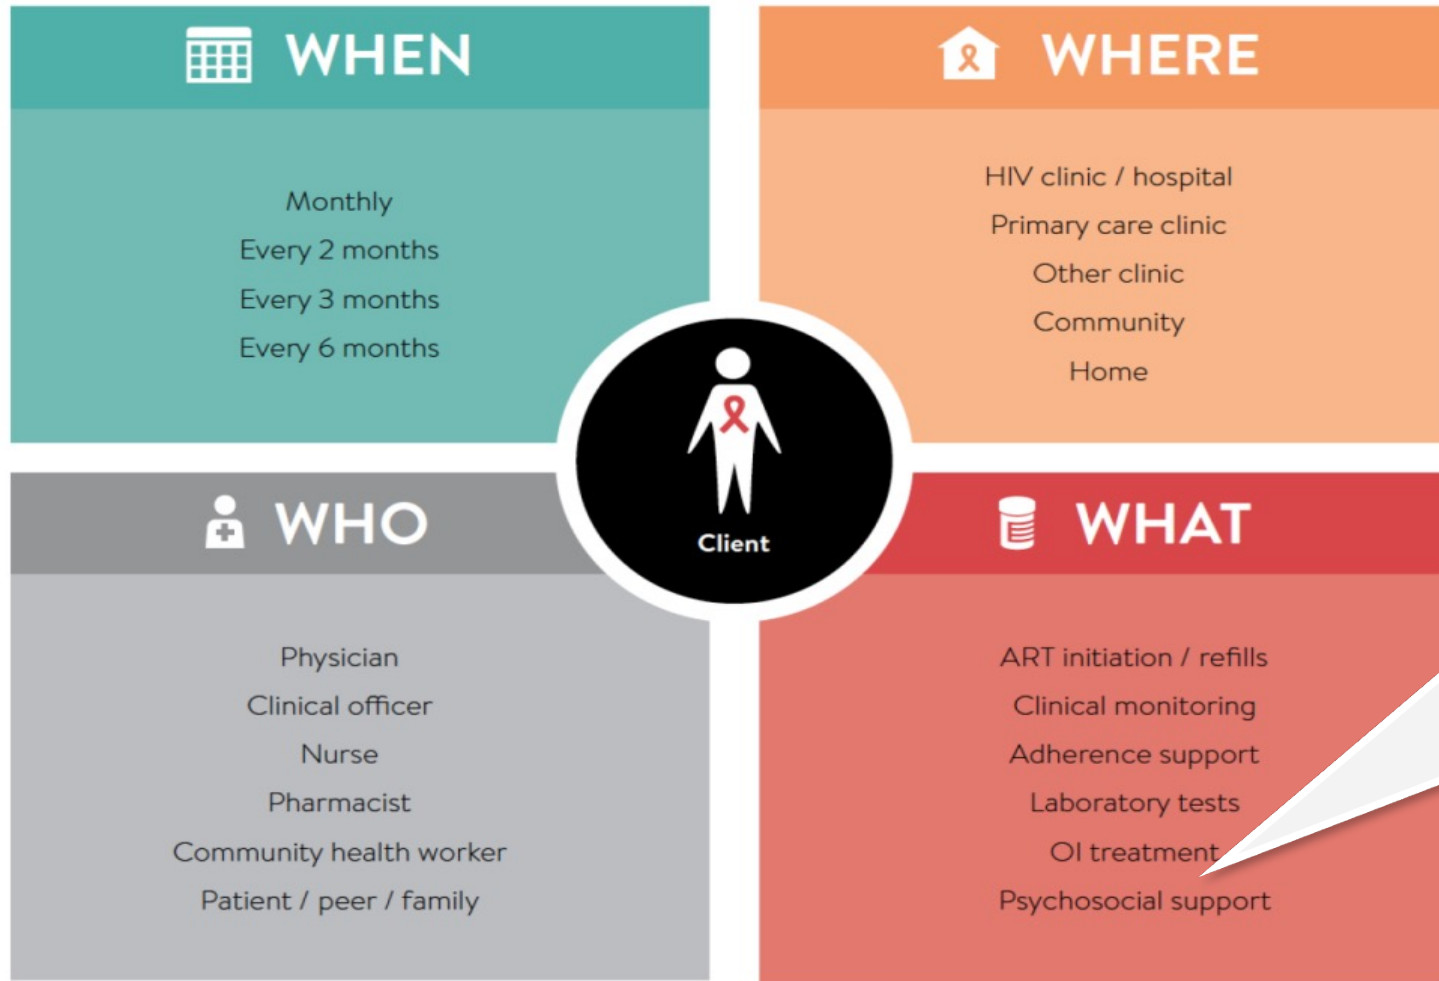 WHEN
Monthly
Every 2 months
Every 3 months
Every 6 months
WHERE
HIV clinic / hospital
Primary care clinic
Other clinic
Community
Home
Client
WHO
Physician
Clinical officer
Nurse
Pharmacist
Community health worker
Patient / peer / family
WHAT
ART initiation / refills
Clinical monitoring
Adherence support
Laboratory tests
OI treatment
Psychosocial support